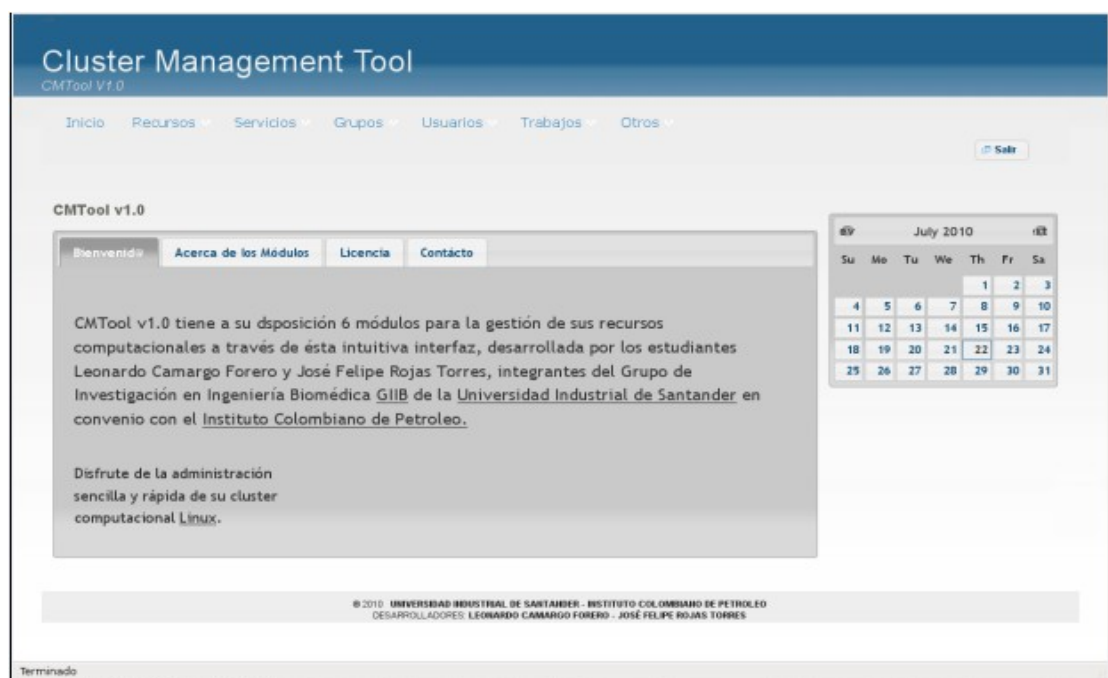 Cluster Management Tool
CMTool V1.0
Inicio Recursos Servicios Grupos Usuarios Trabajos Otros
Salir
CMTool v1.0
Bienvenid@ Acerca de los Módulos Licencia Contácto
CMTool v1.0 tiene a su dsposición 6 módulos para la gestión de sus recursos
computacionales a través de ésta intuitiva interfaz, desarrollada por los estudiantes
Leonardo Camargo Forero y José Felipe Rojas Torres, integrantes del Grupo de
Investigación en Ingeniería Biomédica GIIB de la Universidad Industrial de Santander en
convenio con el Instituto Colombiano de Petroleo.
Disfrute de la administración
sencilla y rápida de su cluster
computacional Linux.
July 2010
Su Mo Tu We Th Fr Sa
1 2 3
4 5 6 7 8 9 10
11 12 13 14 15 16 17
18 19 20 21 22 23 24
25 26 27 28 29 30 31
© 2010 UNIVERSIDAD INDUSTRIAL DE SANTANDER - INSTITUTO COLOMBIANO DE PETROLEO
DESARROLLADORES: LEONARDO CAMARGO FORERO - JOSÉ FELIPE ROJAS TORRES
Terminado